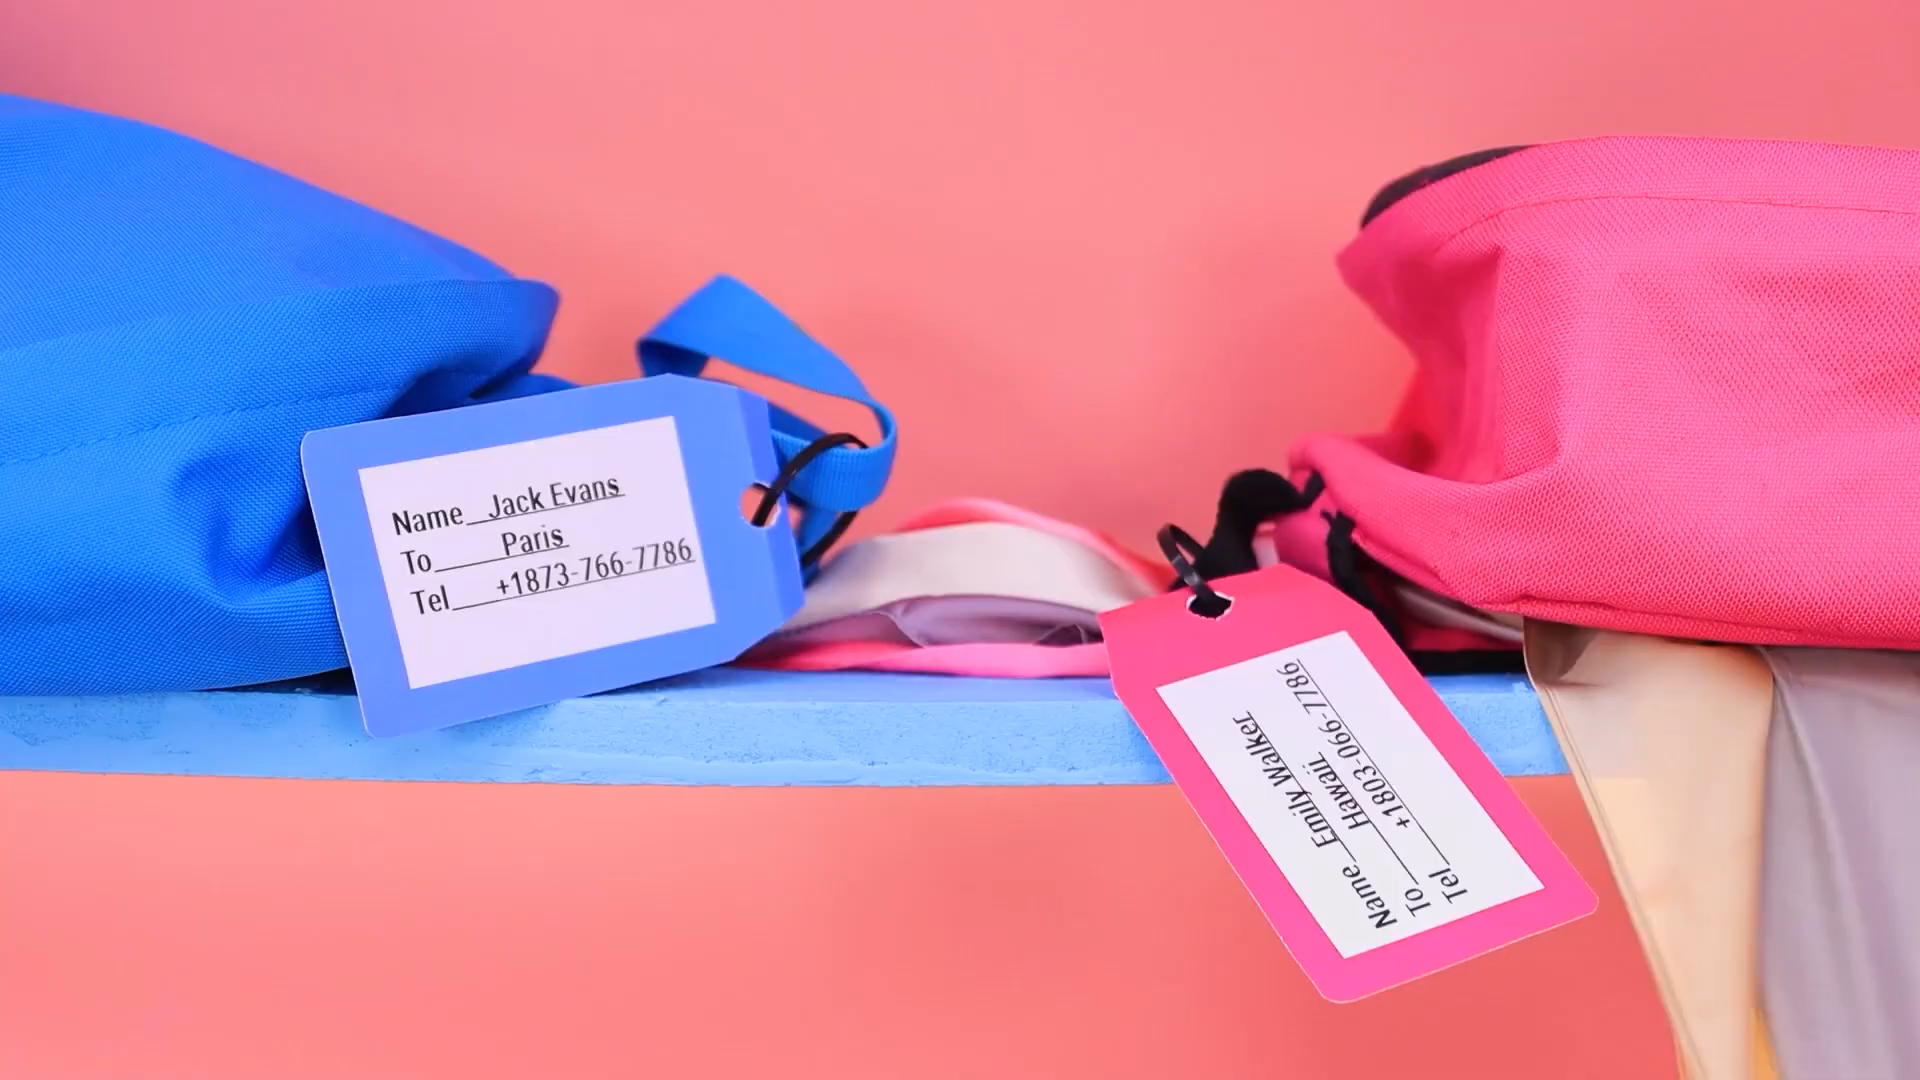 Name Jack Evans
To Paris
Tel +1873-766-7786
Name Emily Walker
To Hawaii
Tel +1803-066-7786